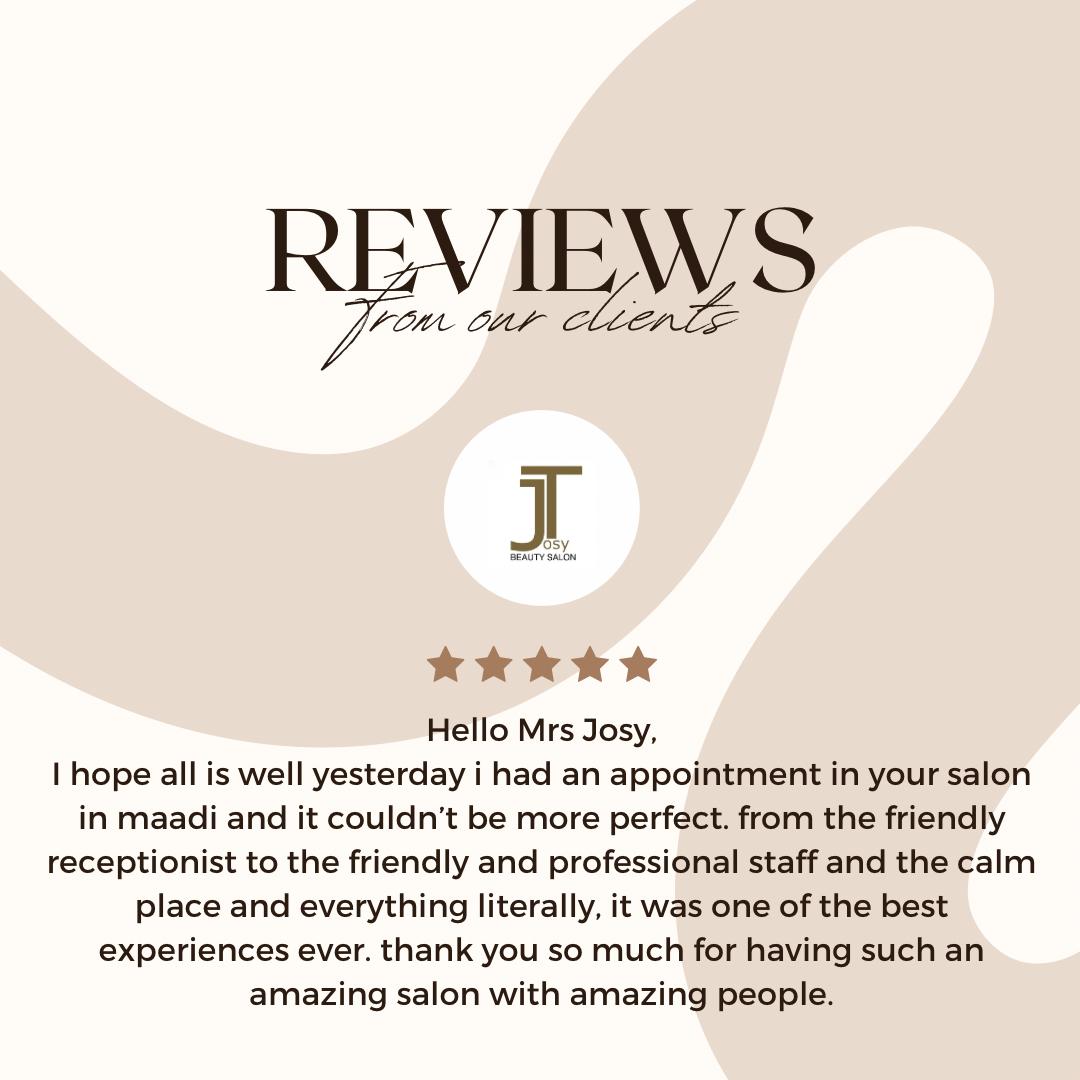 REVIEWS
From our clients
JT
osy
BEAUTY SALON
Hello Mrs Josy,
I hope all is well yesterday i had an appointment in your salon
in maadi and it couldn’t be more perfect. from the friendly
receptionist to the friendly and professional staff and the calm
place and everything literally, it was one of the best
experiences ever. thank you so much for having such an
amazing salon with amazing people.